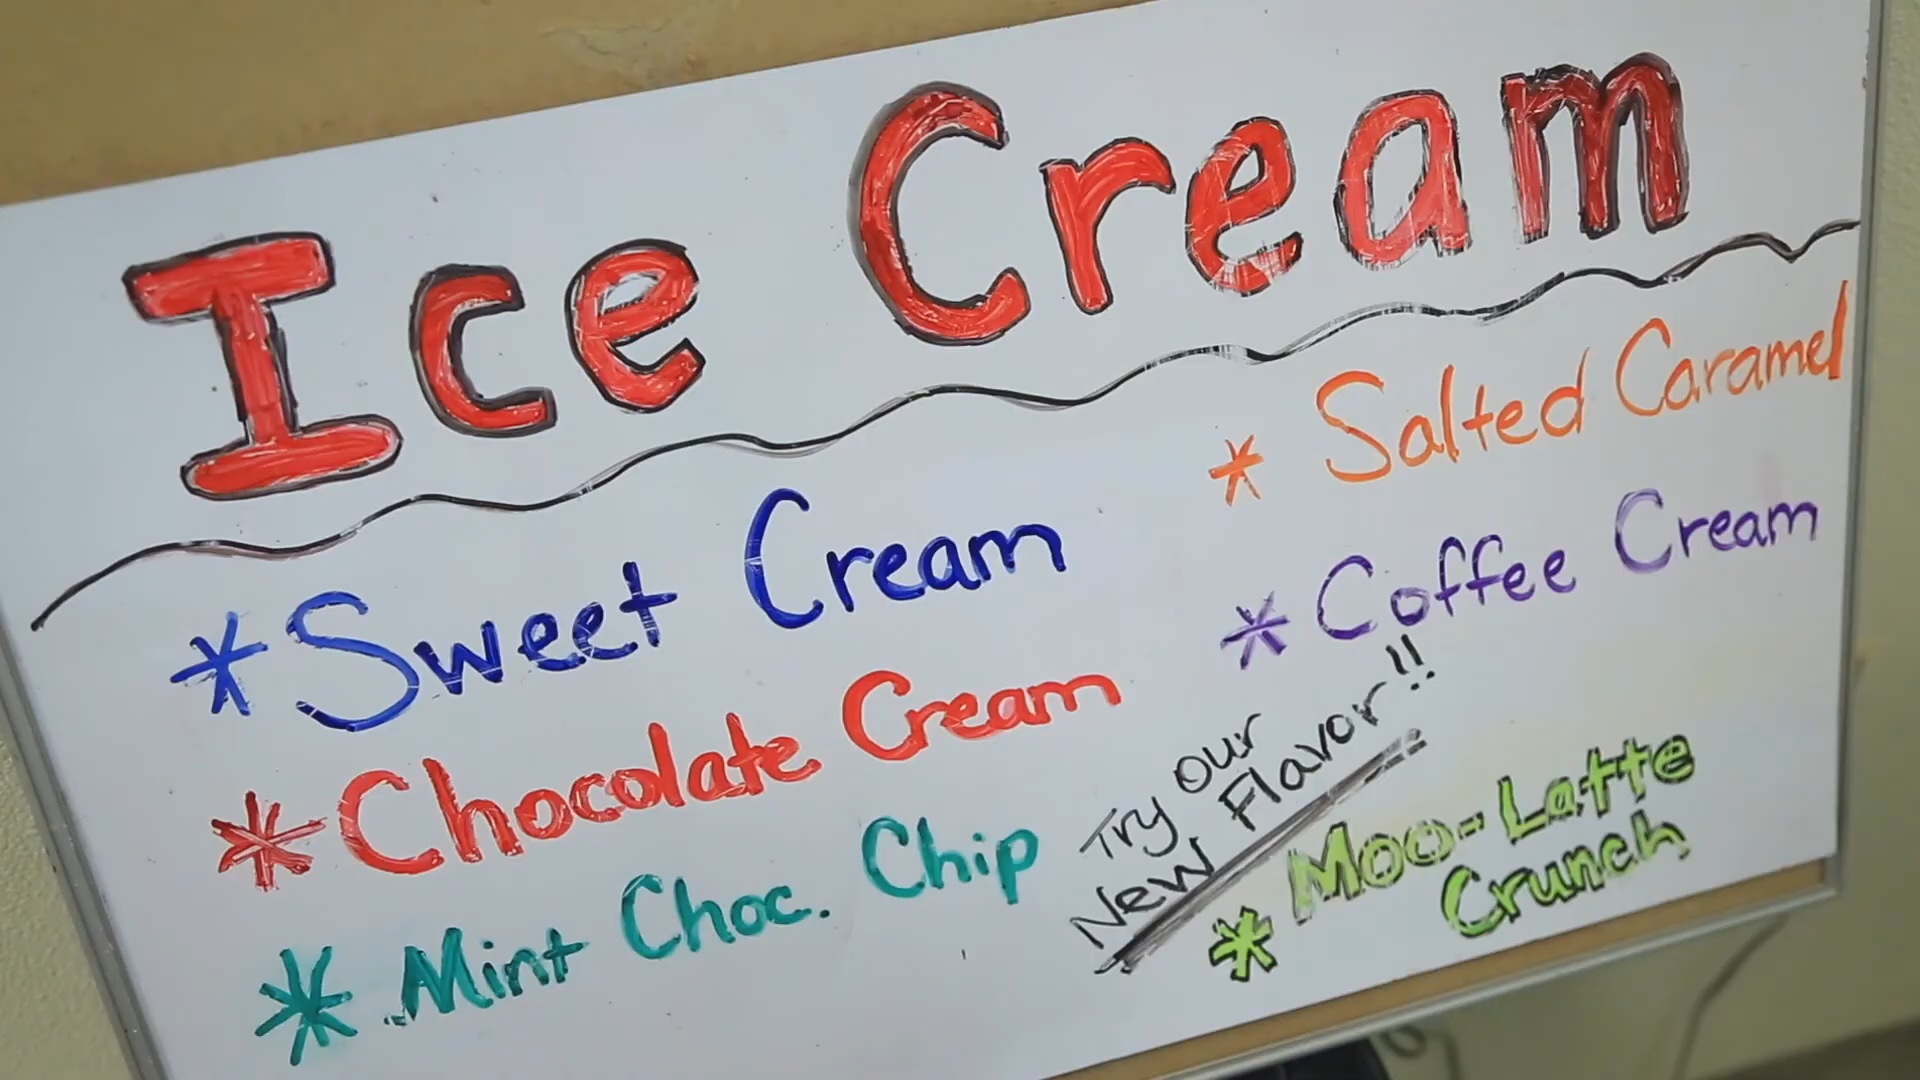 Ice Cream
* Sweet Cream
* Chocolate Cream
* Mint Choc. Chip
* Salted Caramel
* Coffee Cream
Try our
New Flavor!!
* Moo-Latte
Crunch